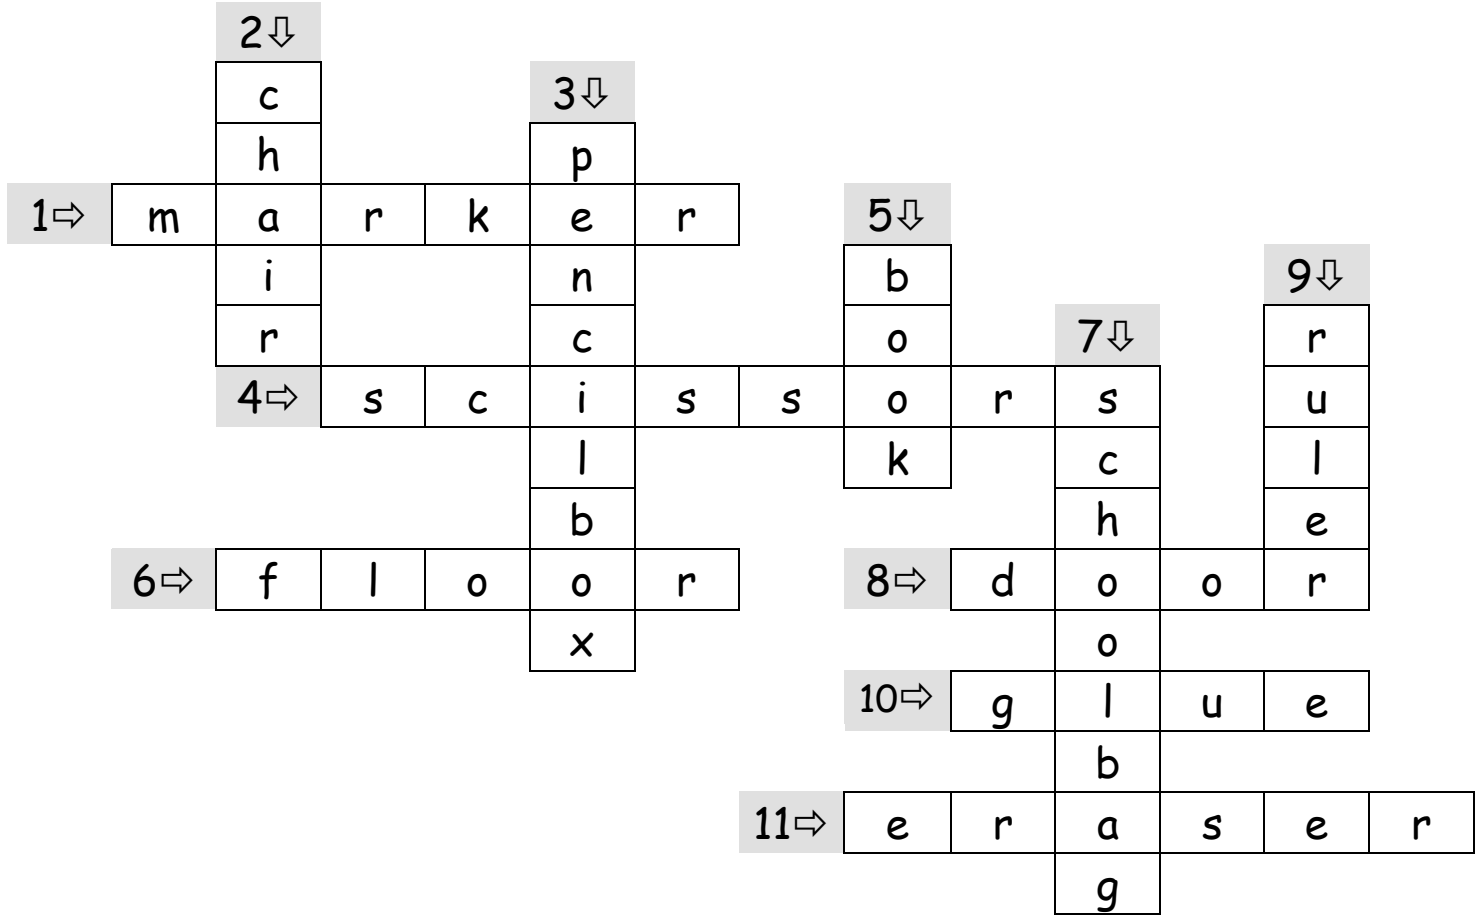 2⇩
c 3⇩
h p
1⇨ m a r k e r 5⇩
i n b 9⇩
r c o 7⇩ r
4⇨ s c i s s o r s u
l k c l
b h e
6⇨ f l o o r 8⇨ d o o r
x o
10⇨ g l u e
b
11⇨ e r a s e r
g